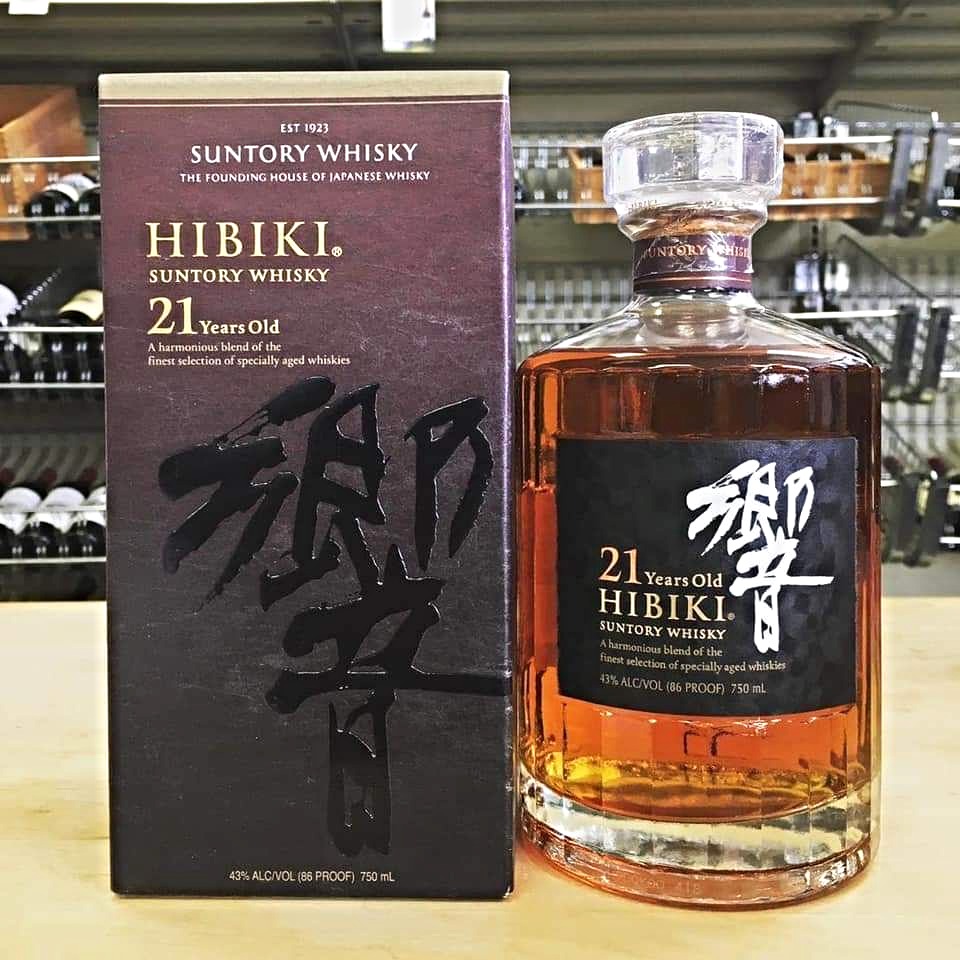 EST 1923
SUNTORY WHISKY
THE FOUNDING HOUSE OF JAPANESE WHISKY
HIBIKI®
SUNTORY WHISKY
21 Years Old
A harmonious blend of the
finest selection of specially aged whiskies
響
43% ALC/VOL (86 PROOF) 750 mL
HIBIKI
SUNTORY WHISKY
響
21 Years Old
HIBIKI®
SUNTORY WHISKY
A harmonious blend of the
finest selection of specially aged whiskies
43% ALC/VOL (86 PROOF) 750 mL